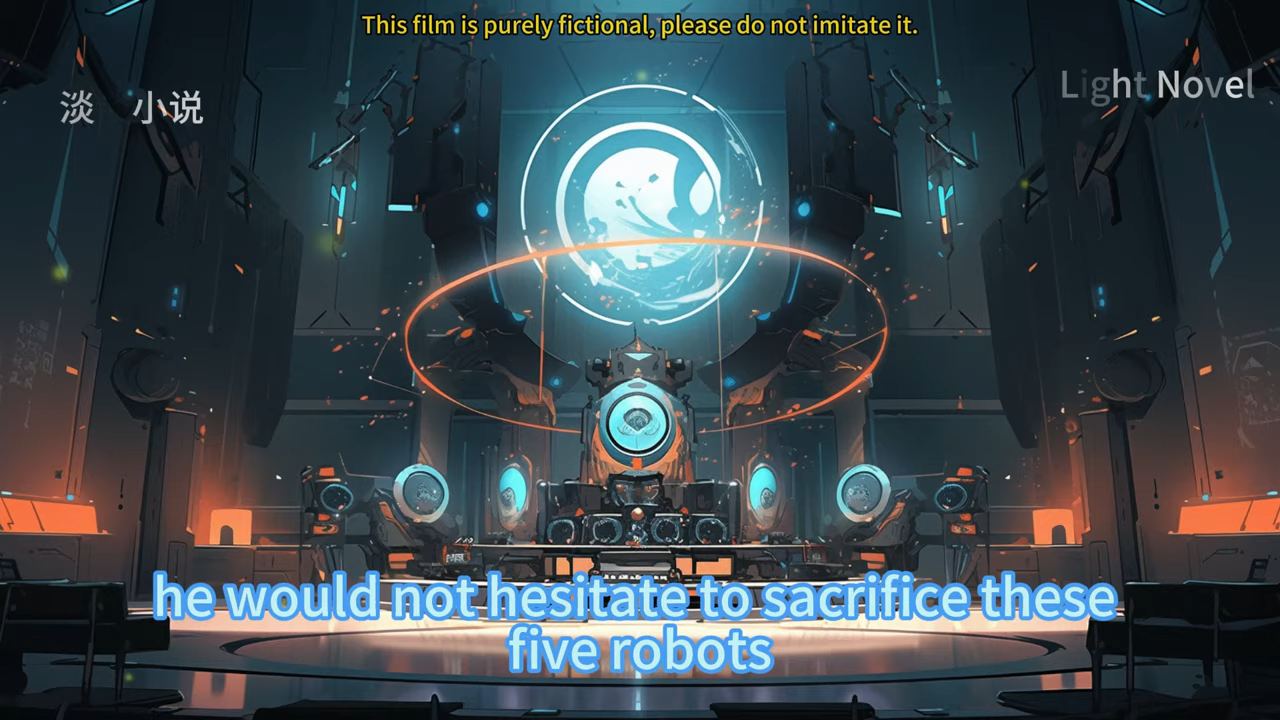 This film is purely fictional, please do not imitate it.
淡 小说
Light Novel
he would not hesitate to sacrifice these
five robots